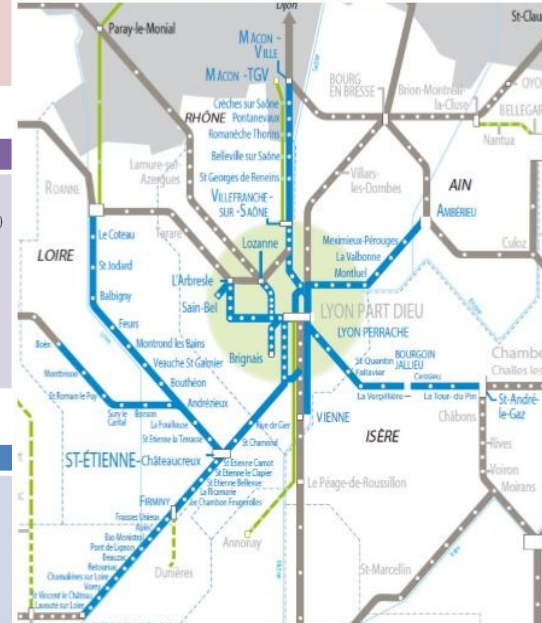 Dijon
St-Clau
Paray-le-Monial
MÂCON -
VILLE
MÂCON -TGV
BOURG
EN BRESSE
Brion-Montréal-
la-Cluse
OYO
BELLEGAR
Nantua
Crèches sur Saône
Pontanevaux
RHÔNE
Romanèche Thorins
Belleville sur Saône
St Georges de Reneins
VILLEFRANCHE-
SUR -SAÔNE
Lamure-sur-
Azergues
ROANNE
Villars-
les-Dombes
AIN
AMBÉRIEU
Culoz
Le Coteau
Tarare
Lozanne
Meximieux-Pérouges
La Valbonne
Montluel
LOIRE
St Jodard
L'Arbresle
Balbigny
Sain-Bel
LYON PART DIEU
LYON PERRACHE
Feurs
Boën
Montrond les Bains
Brignais
St Quentin
Fallavier
BOURGOIN
JALLIEU
Chambé
Challes-les
Veauche St Galmier
Cessieu
Montbrison
Bouthéon
La Verpillière
La Tour- du Pin
St-André-
le-Gaz
St Romain le Puy
Andrézieux
Sury le
Comtal
Bonson
La Fouillouse
Rive de Gier
VIENNE
Châbons
St Etienne la Terrasse
St Chamond
ISÈRE
Rives
ST-ÉTIENNE-Châteaucreux
St Etienne Carnot
St Etienne le Clapier
St Etienne Bellevue
La Ricamarie
Le Chambon Feugerolles
Voiron
Moirans
Le Péage-de-Roussillon
FIRMINY
Fraisses Unieux
Aurec
Bas Monistrol
Pont de Lignon
Beauzac
Retournac
Chamalières sur Loire
Vorey
St Vincent le Château
Lavoute sur Loire
Annonay
Dunières
St-Marcellin